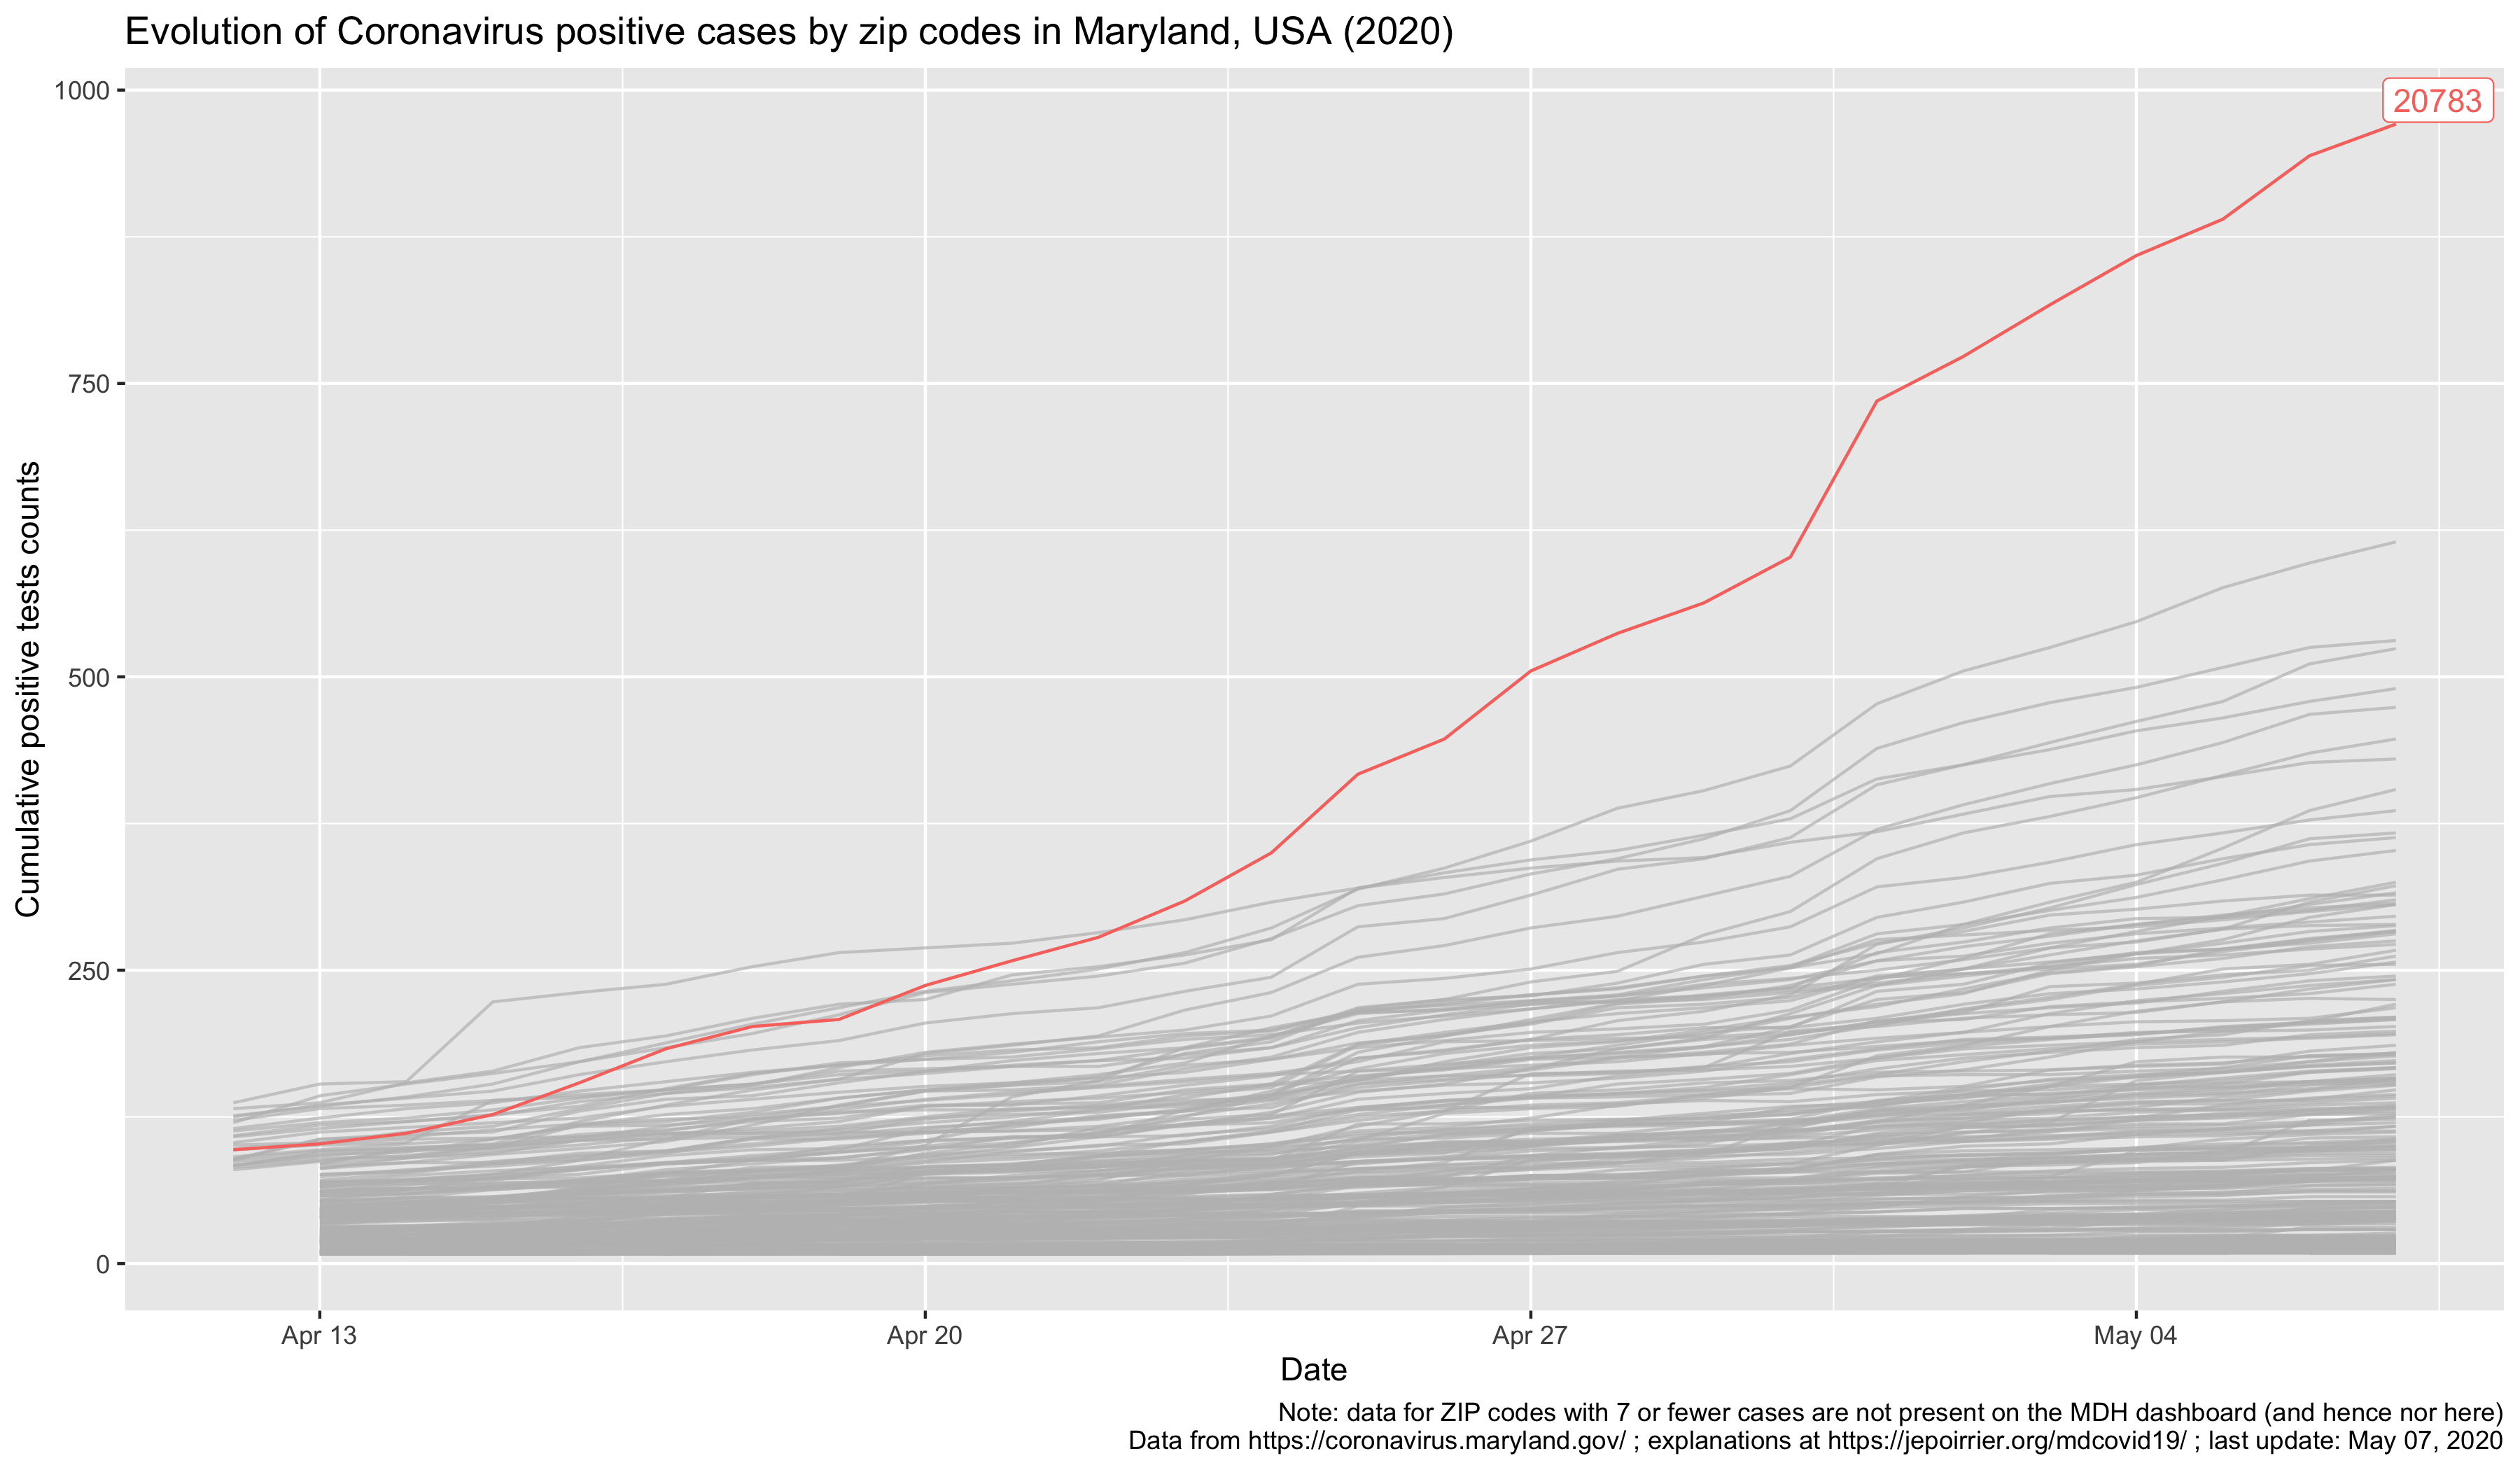 Evolution of Coronavirus positive cases by zip codes in Maryland, USA (2020)
1000
20783
750
500
250
0
Cumulative positive tests counts
Apr 13
Apr 20
Apr 27
May 04
Date
Note: data for ZIP codes with 7 or fewer cases are not present on the MDH dashboard (and hence nor here)
Data from https://coronavirus.maryland.gov/ ; explanations at https://jepoirrier.org/mdcovid19/ ; last update: May 07, 2020